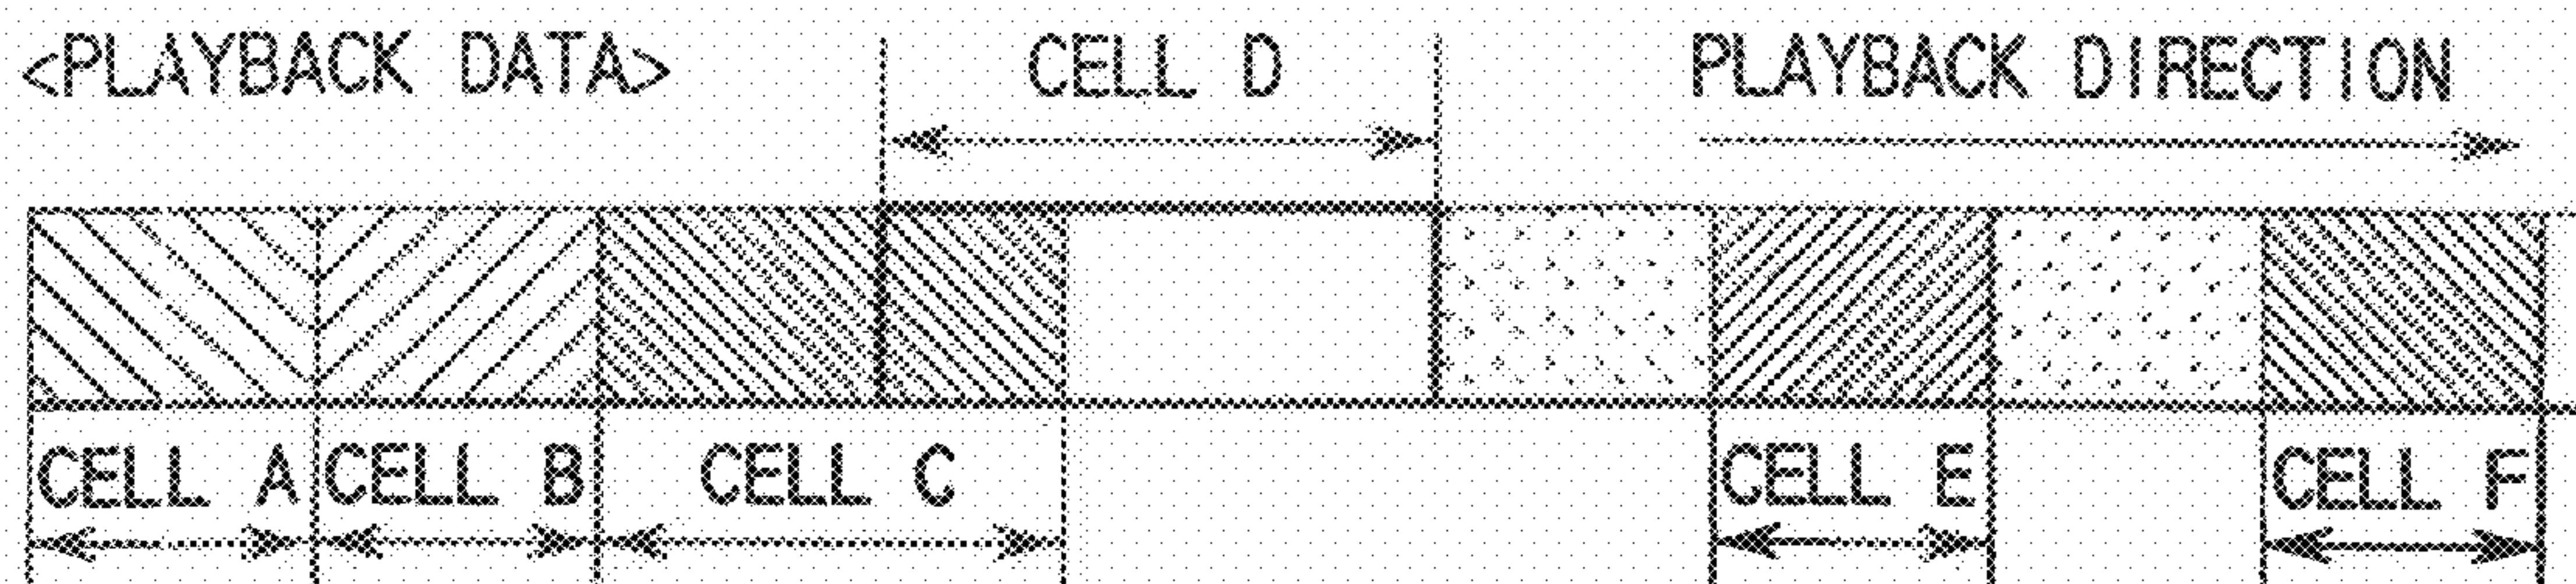 <PLAYBACK DATA>
CELL D
PLAYBACK DIRECTION
CELL A
CELL B
CELL C
CELL E
CELL F